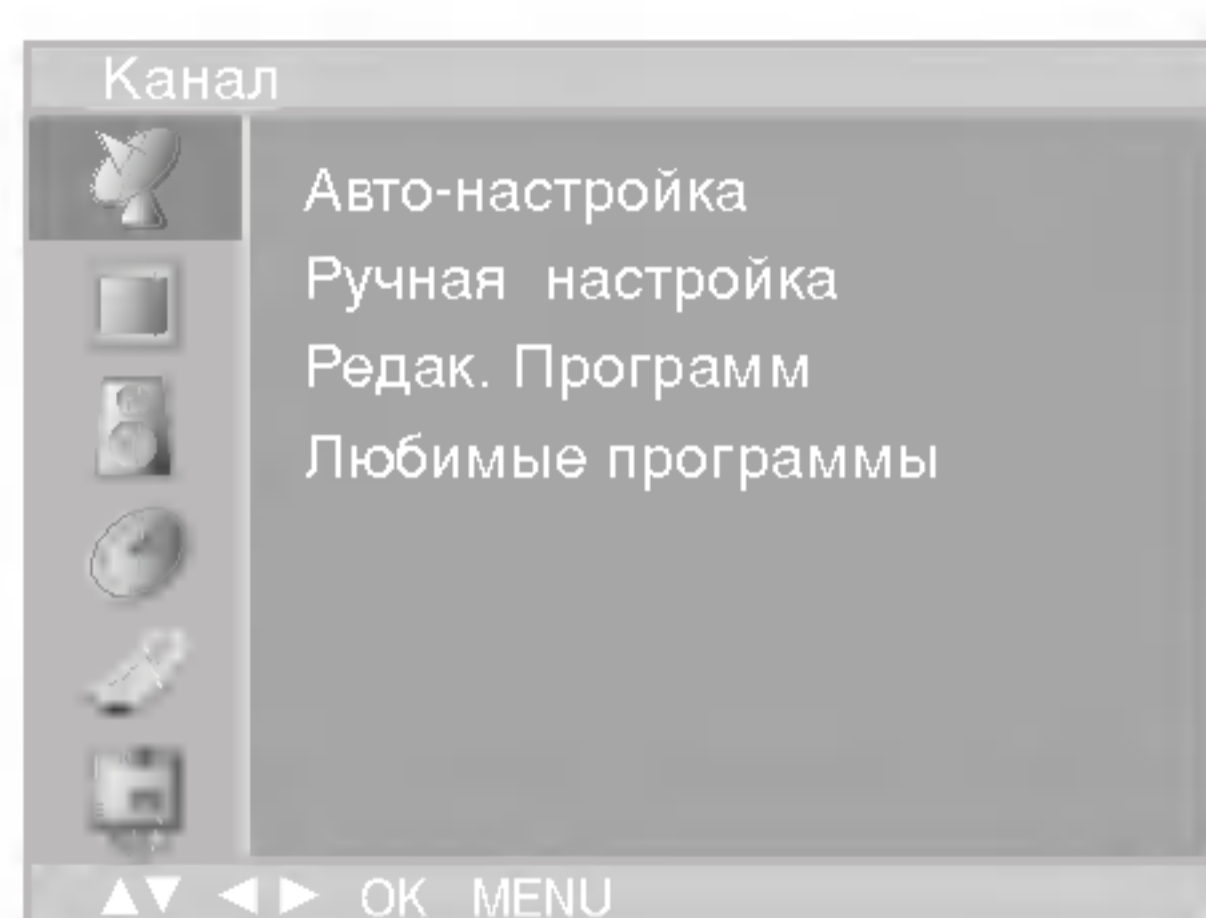 Канал
Авто-настройка
Ручная настройка
Редак. Программ
Любимые программы
▲▼ ◀ ▶ OK MENU